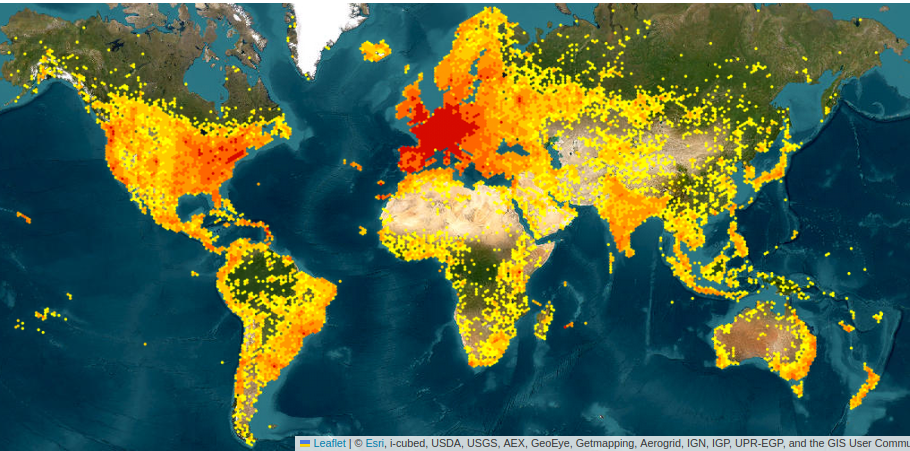 Leaflet | © Esri, i-cubed, USDA, USGS, AEX, GeoEye, Getmapping, Aerogrid, IGN, IGP, UPR-EGP, and the GIS User Commu